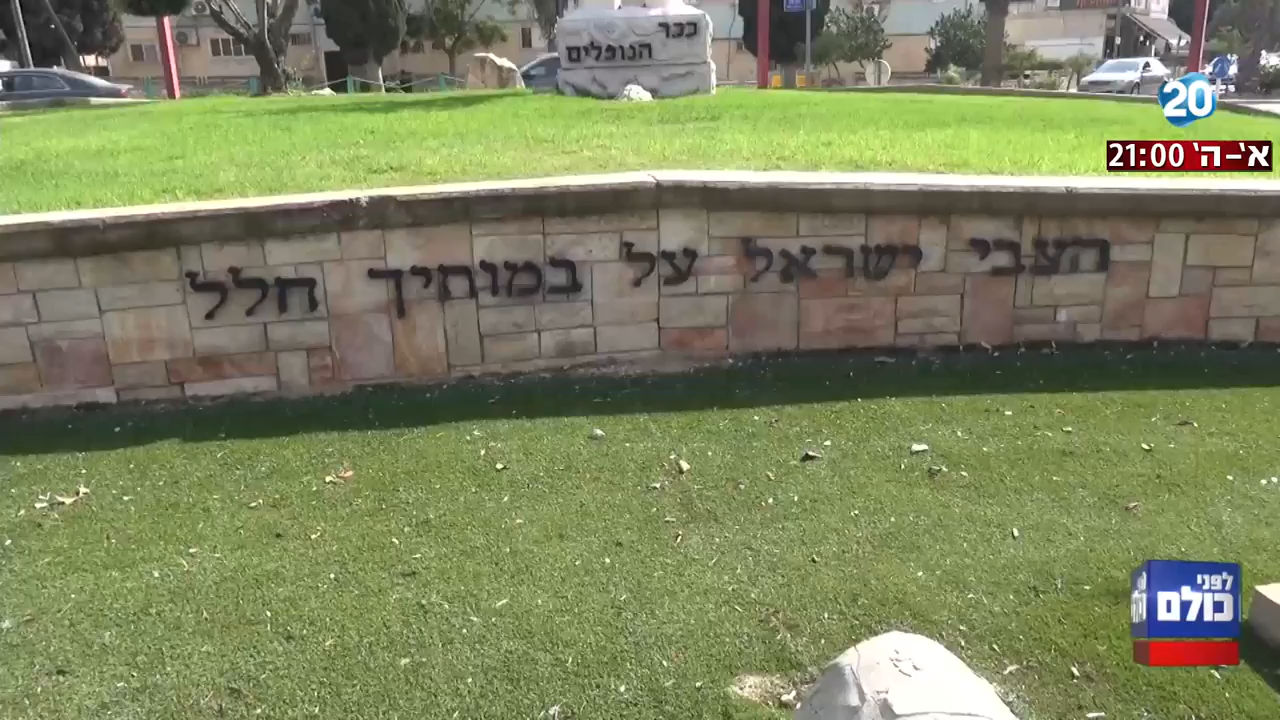 ככר
הנופלים
20
א'-ה' 21:00
הצבי ישראל על במותיך חלל
לפני
כולם